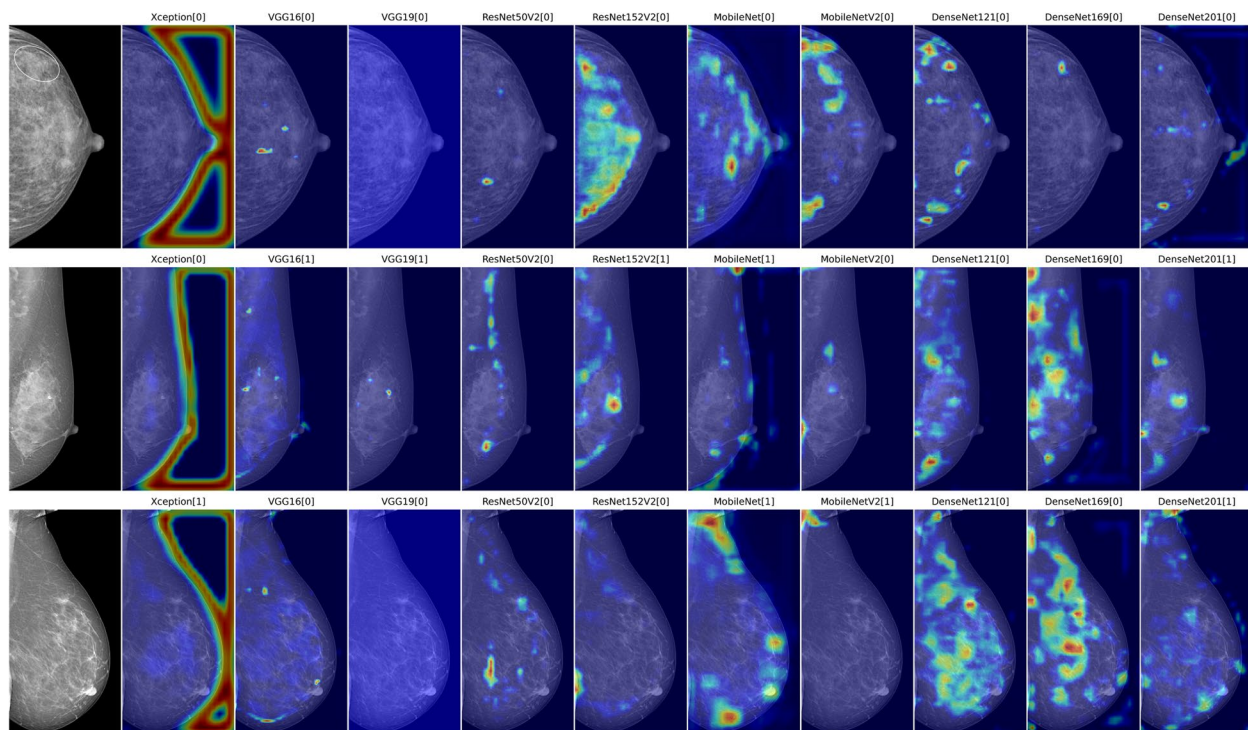 Xception[0] VGG16[0] VGG19[0] ResNet50V2[0] ResNet152V2[0] MobileNet[0] MobileNetV2[0] DenseNet121[0] DenseNet169[0] DenseNet201[0]
Xception[0] VGG16[1] VGG19[1] ResNet50V2[0] ResNet152V2[1] MobileNet[1] MobileNetV2[0] DenseNet121[0] DenseNet169[0] DenseNet201[1]
Xception[1] VGG16[0] VGG19[0] ResNet50V2[0] ResNet152V2[0] MobileNet[1] MobileNetV2[1] DenseNet121[0] DenseNet169[0] DenseNet201[1]